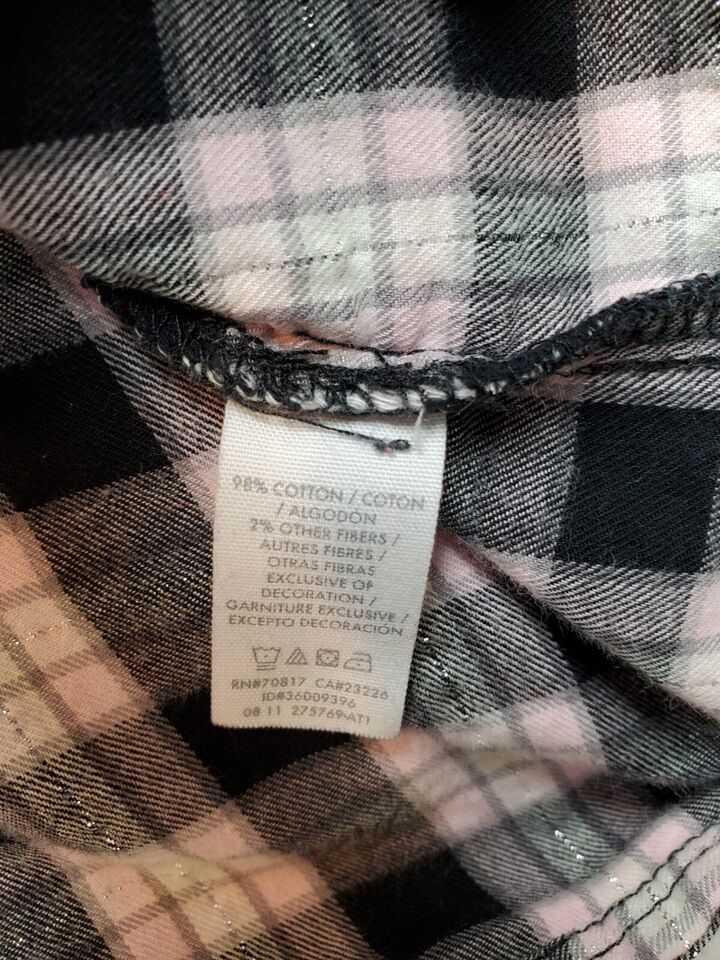 98% COTTON / COTON
/ ALGODÓN
2% OTHER FIBERS /
AUTRES FIBRES /
OTRAS FIBRAS
EXCLUSIVE OF
DECORATION /
GARNITURE EXCLUSIVE /
EXCEPTO DECORACIÓN
RN#70817 CA#23226
ID#36009396
08 11 275769-AT1